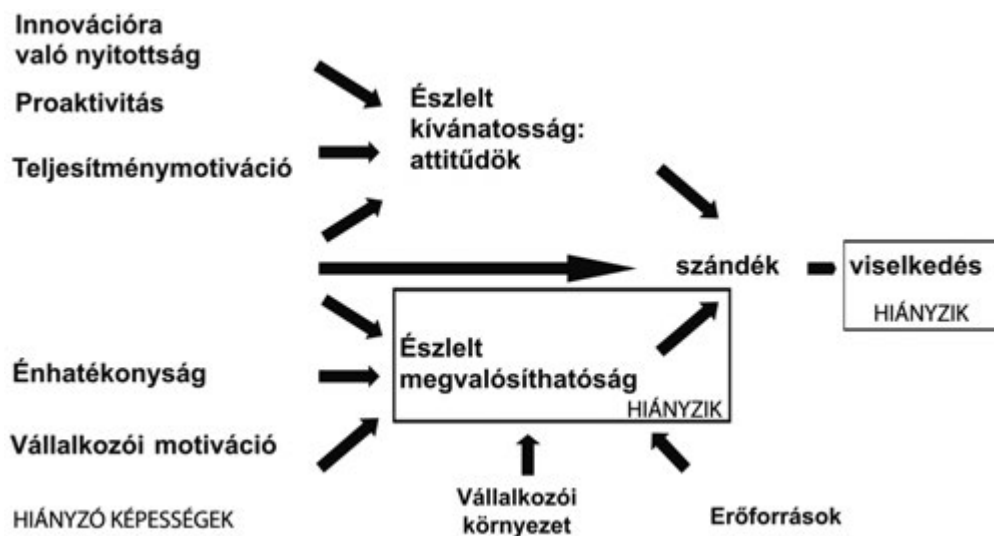 Innovációra
való nyitottság
Proaktivitás
Teljesítménymotiváció
Észlelt
kívánatosság:
attitűdök
szándék
viselkedés
HIÁNYZIK
Észlelt
megvalósíthatóság
HIÁNYZIK
Énhatékonyság
Vállalkozói motiváció
HIÁNYZÓ KÉPESSÉGEK
Vállalkozói
környezet
Erőforrások